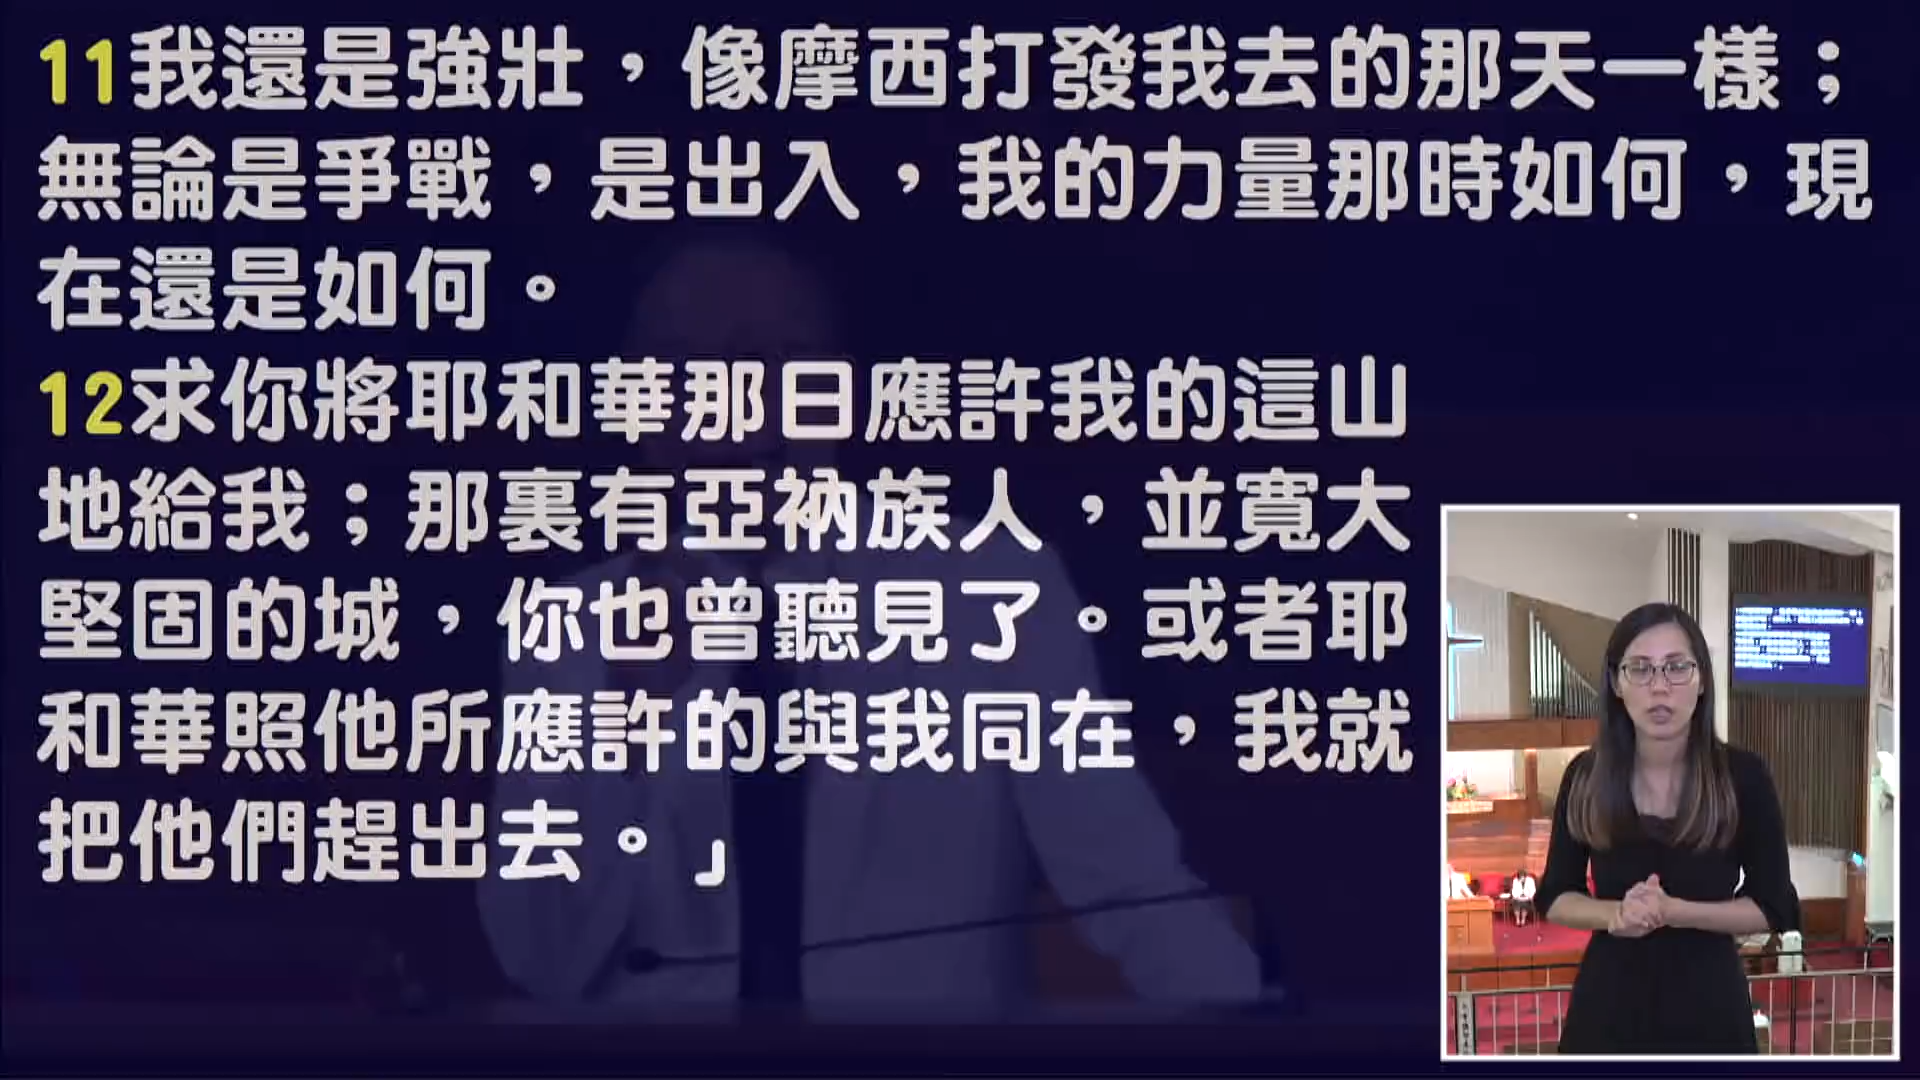 11我還是強壯，像摩西打發我去的那天一樣；
無論是爭戰，是出入，我的力量那時如何，現
在還是如何。
12求你將耶和華那日應許我的這山
地給我；那裏有亞衲族人，並寬大
堅固的城，你也曾聽見了。或者耶
和華照他所應許的與我同在，我就
把他們趕出去。」